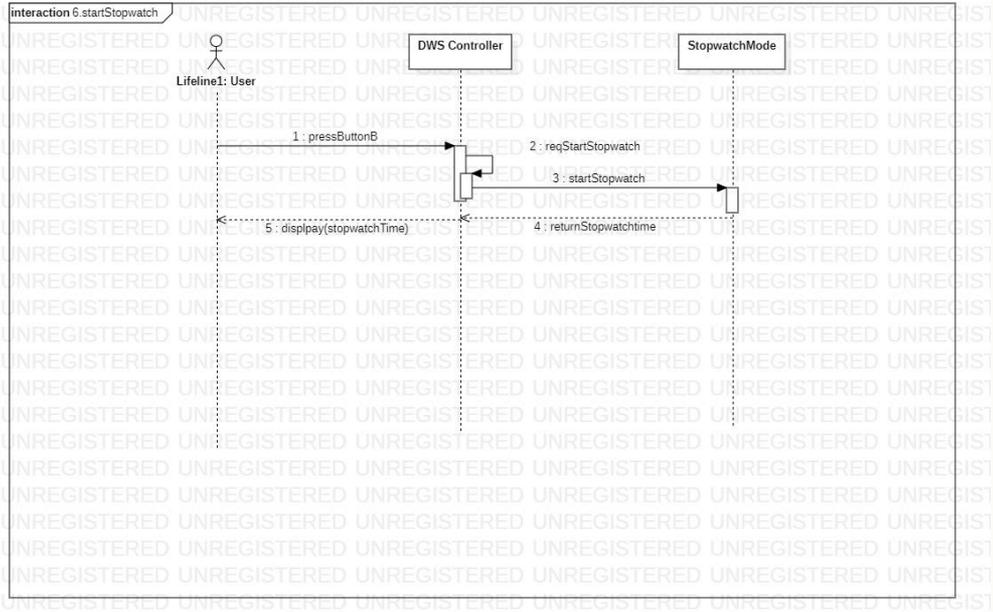 interaction 6.startStopwatch
DWS Controller
StopwatchMode
Lifeline1: User
1 : pressButtonB
2 : reqStartStopwatch
3 : startStopwatch
4 : returnStopwatchtime
5 : displpay(stopwatchTime)
UNREGISTERED